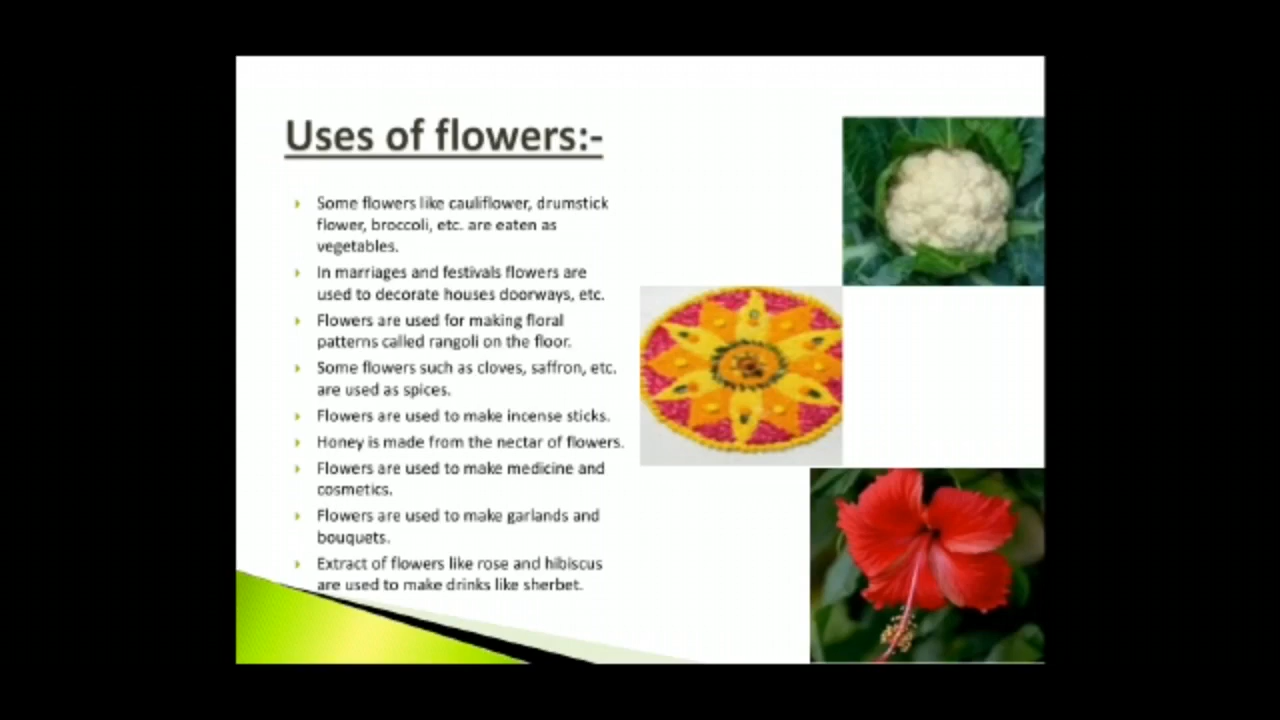 Uses of flowers:-
Some flowers like cauliflower, drumstick
flower, broccoli, etc. are eaten as
vegetables.
In marriages and festivals flowers are
used to decorate houses doorways, etc.
Flowers are used for making floral
patterns called rangoli on the floor.
Some flowers such as cloves, saffron, etc.
are used as spices.
Flowers are used to make incense sticks.
Honey is made from the nectar of flowers.
Flowers are used to make medicine and
cosmetics.
Flowers are used to make garlands and
bouquets.
Extract of flowers like rose and hibiscus
are used to make drinks like sherbet.